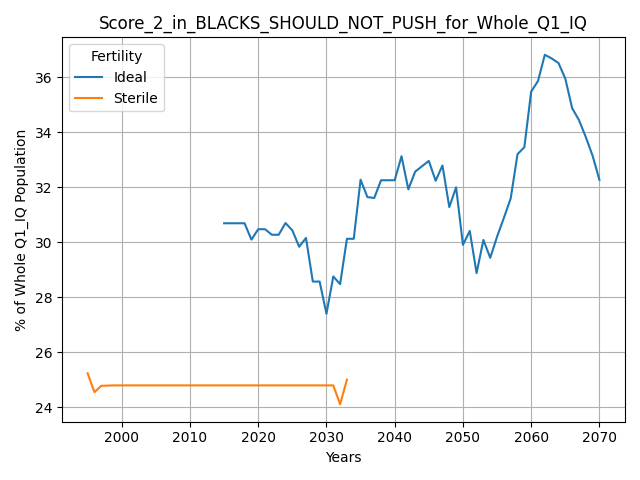 Score_2_in_BLACKS_SHOULD_NOT_PUSH_for_Whole_Q1_IQ
Fertility
Ideal
Sterile
% of Whole Q1_IQ Population
36
34
32
30
28
26
24
2000
2010
2020
2030
2040
2050
2060
2070
Years